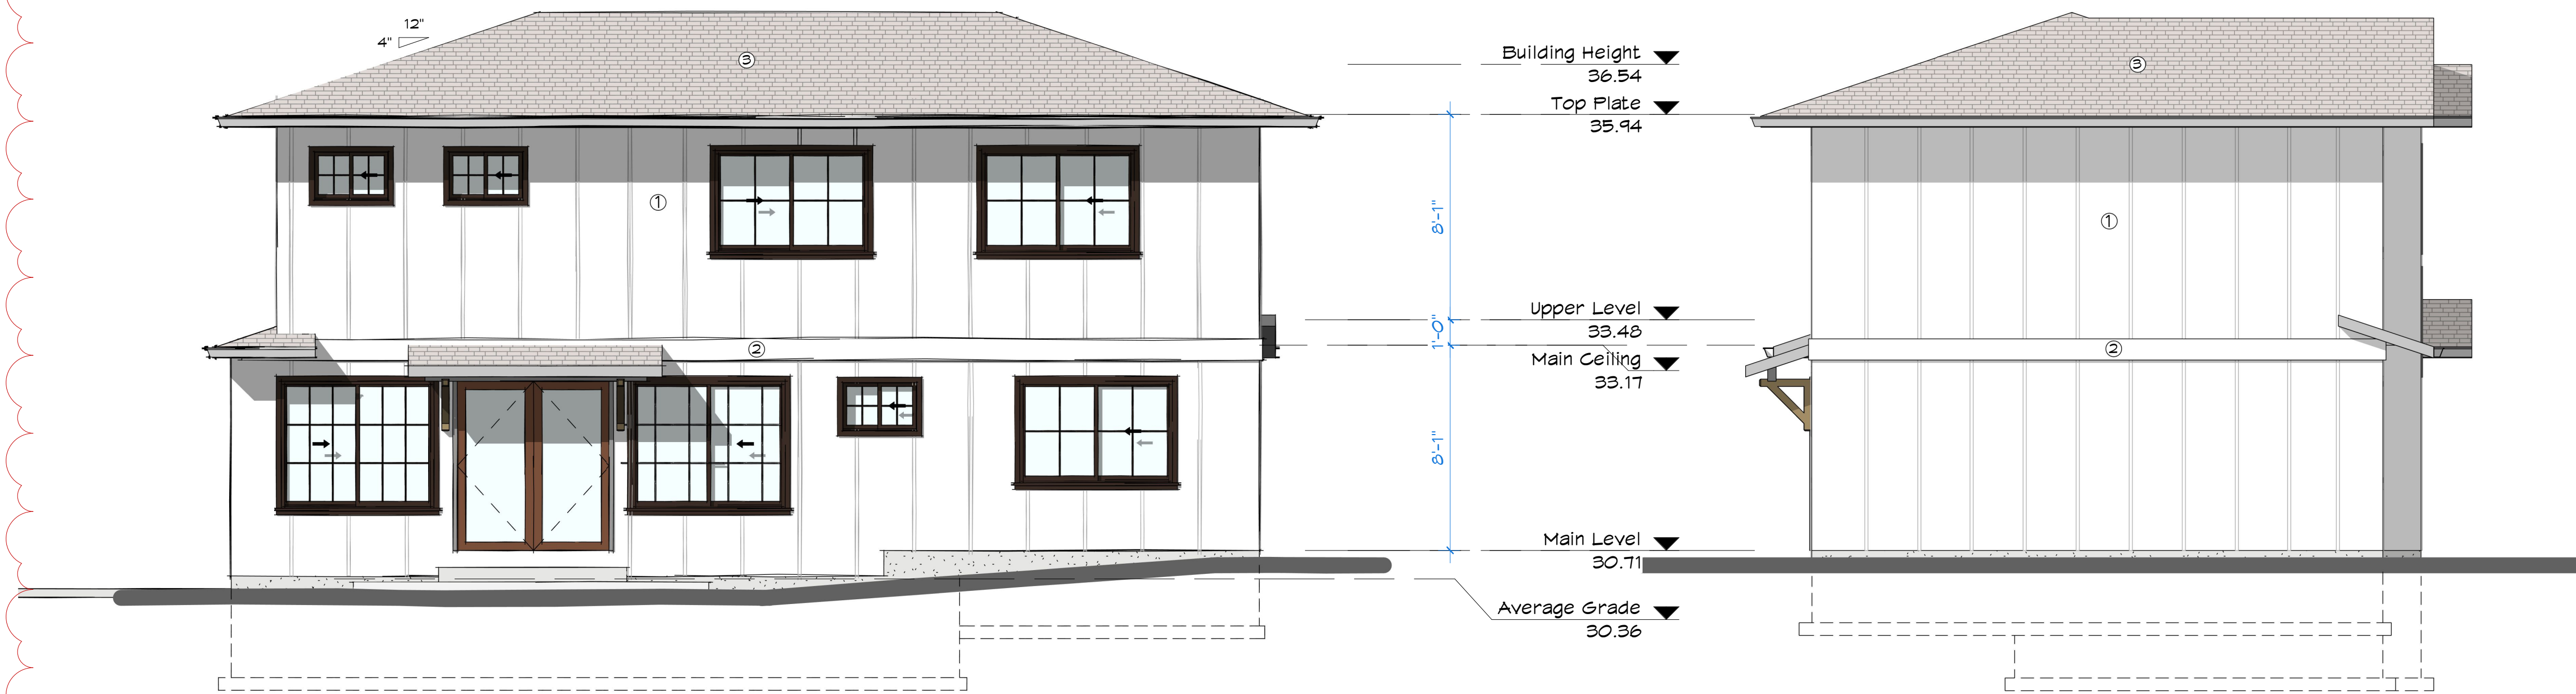 12"
4"
3
1
2
Building Height
36.54
Top Plate
35.94
8'-1"
Upper Level
33.48
1'-0"
Main Ceiling
33.17
8'-1"
Main Level
30.71
Average Grade
30.36
3
1
2